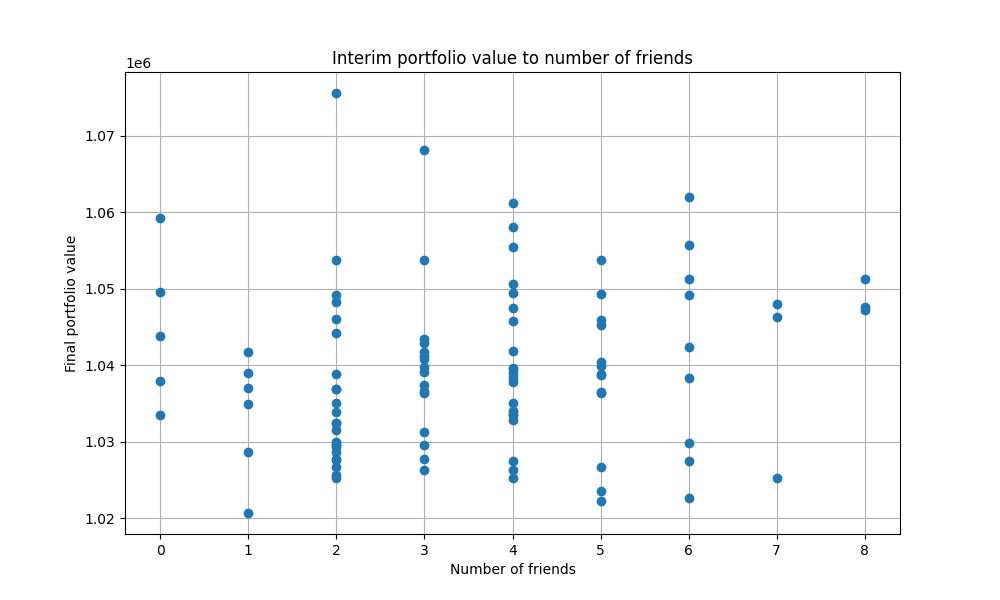 Interim portfolio value to number of friends
1e6
1.07
1.06
1.05
1.04
1.03
1.02
Final portfolio value
0 1 2 3 4 5 6 7 8
Number of friends